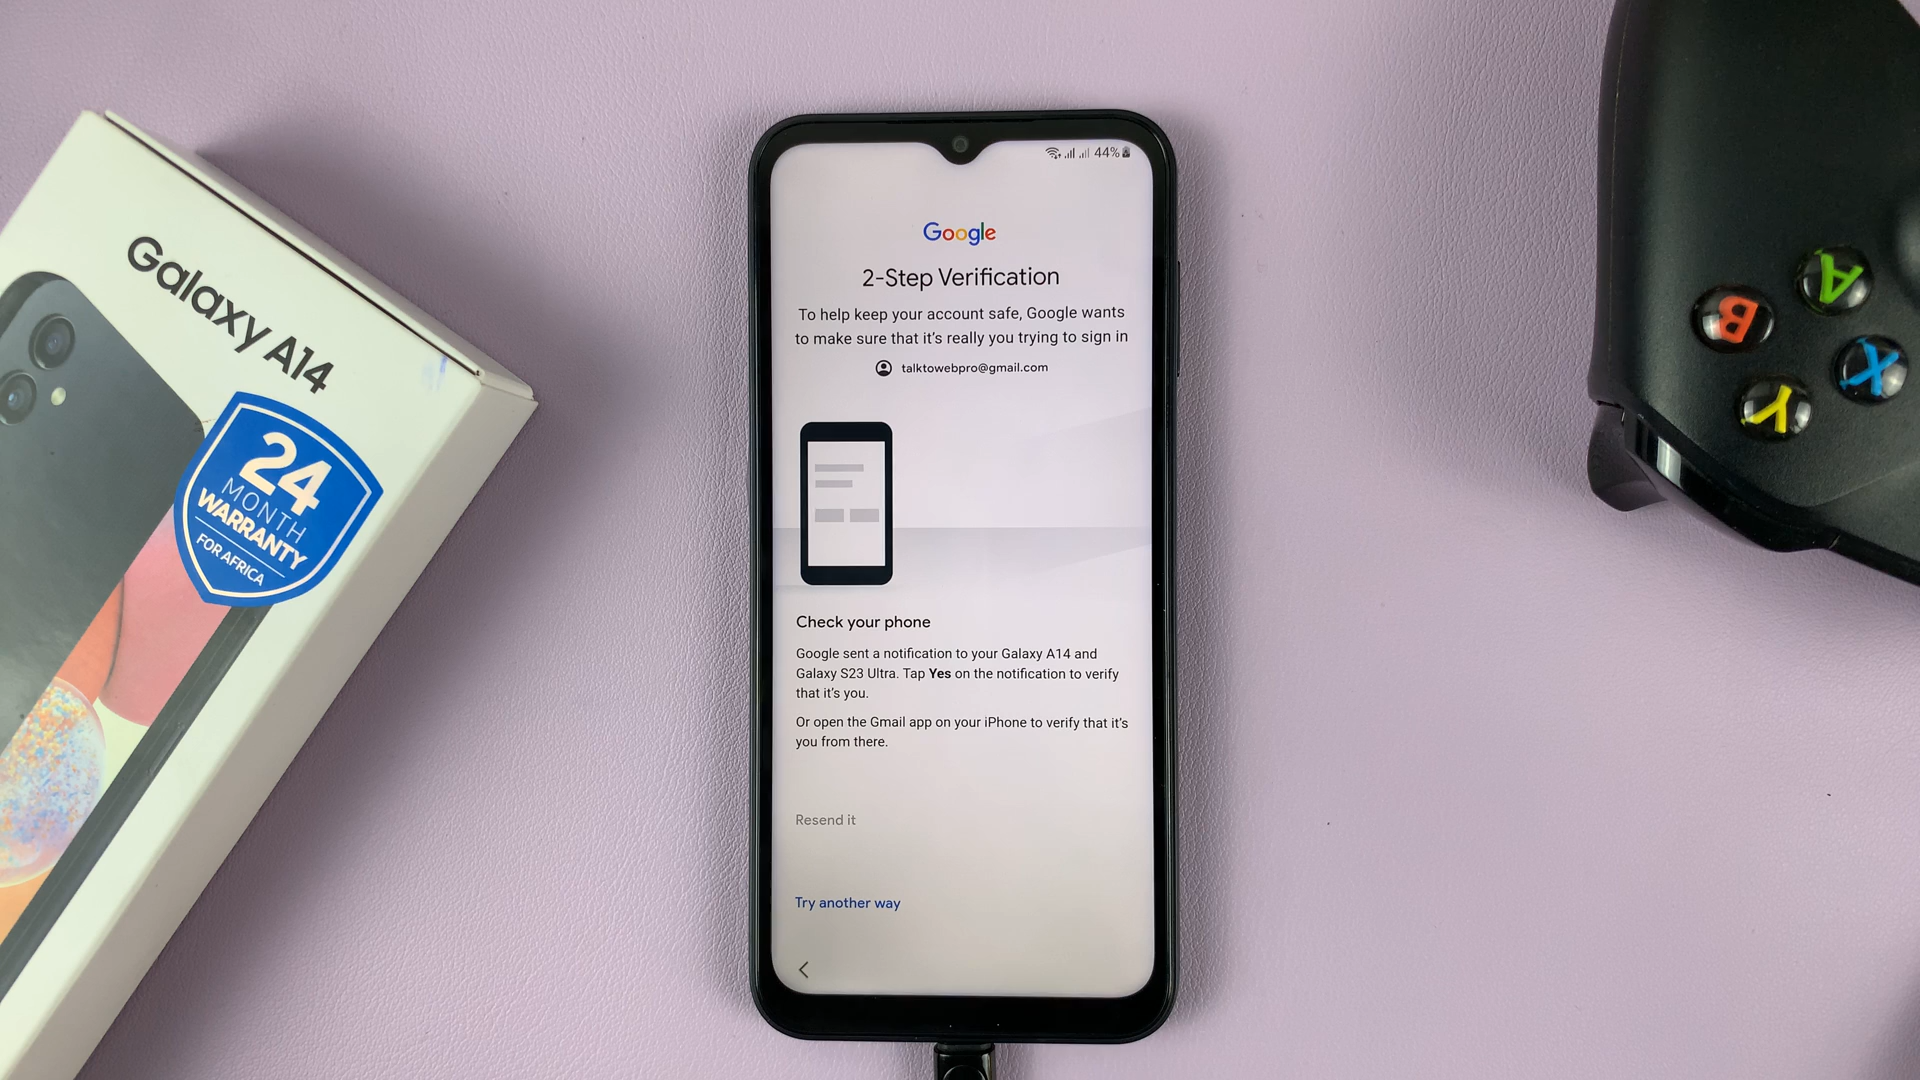 Galaxy A14
24
MONTH
WARRANTY
FOR AFRICA
44%
Google
2-Step Verification
To help keep your account safe, Google wants
to make sure that it's really you trying to sign in
talktowebpro@gmail.com
Check your phone
Google sent a notification to your Galaxy A14 and
Galaxy S23 Ultra. Tap Yes on the notification to verify
that it's you.
Or open the Gmail app on your iPhone to verify that it's
you from there.
Resend it
Try another way
A
B
X
Y